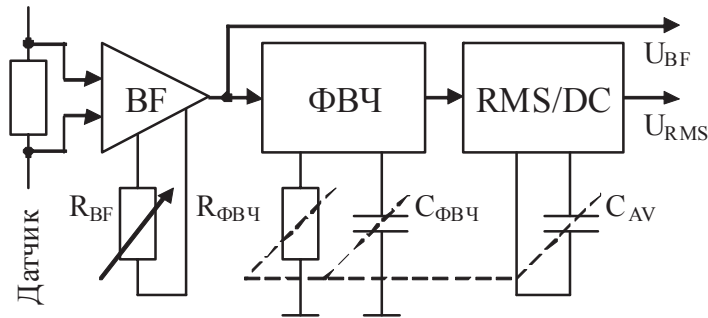 U_BF
BF
ФВЧ
RMS/DC
U_RMS
R_BF
R_ФВЧ
C_ФВЧ
C_AV
Датчик